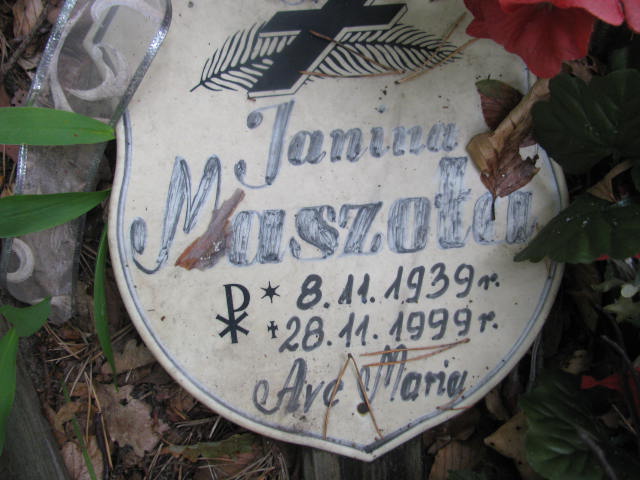 Janina
Maszota
* 8.11.1939 r.
+ 28.11.1999 r.
Ave Maria